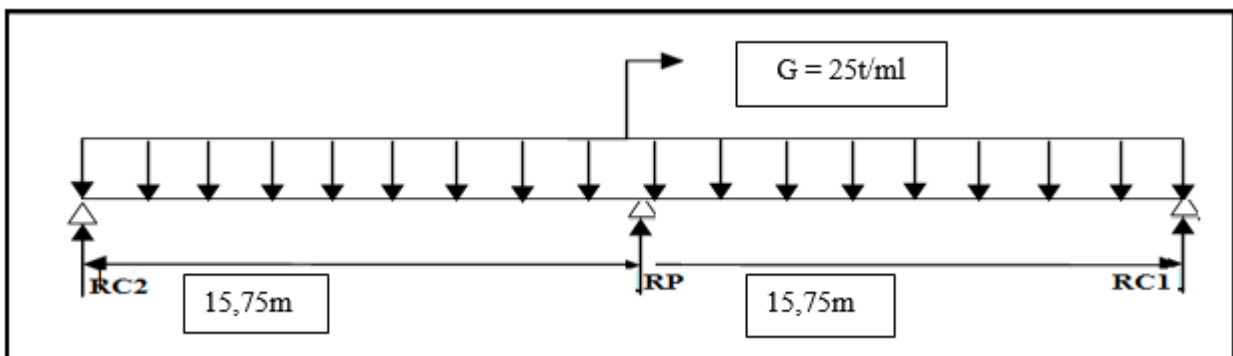 G = 25t/ml
RC2
RP
RC1
15,75m
15,75m